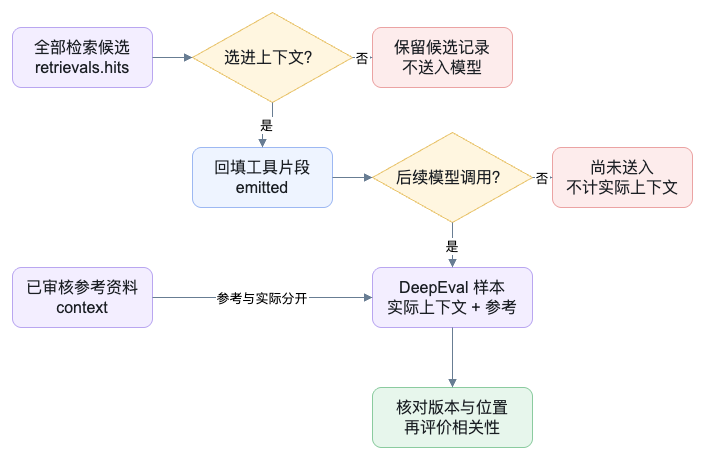 全部检索候选
retrievals.hits
选进上下文?
否
保留候选记录
不送入模型
是
回填工具片段
emitted
后续模型调用?
否
尚未送入
不计实际上下文
是
已审核参考资料
context
参考与实际分开
DeepEval 样本
实际上下文 + 参考
核对版本与位置
再评价相关性